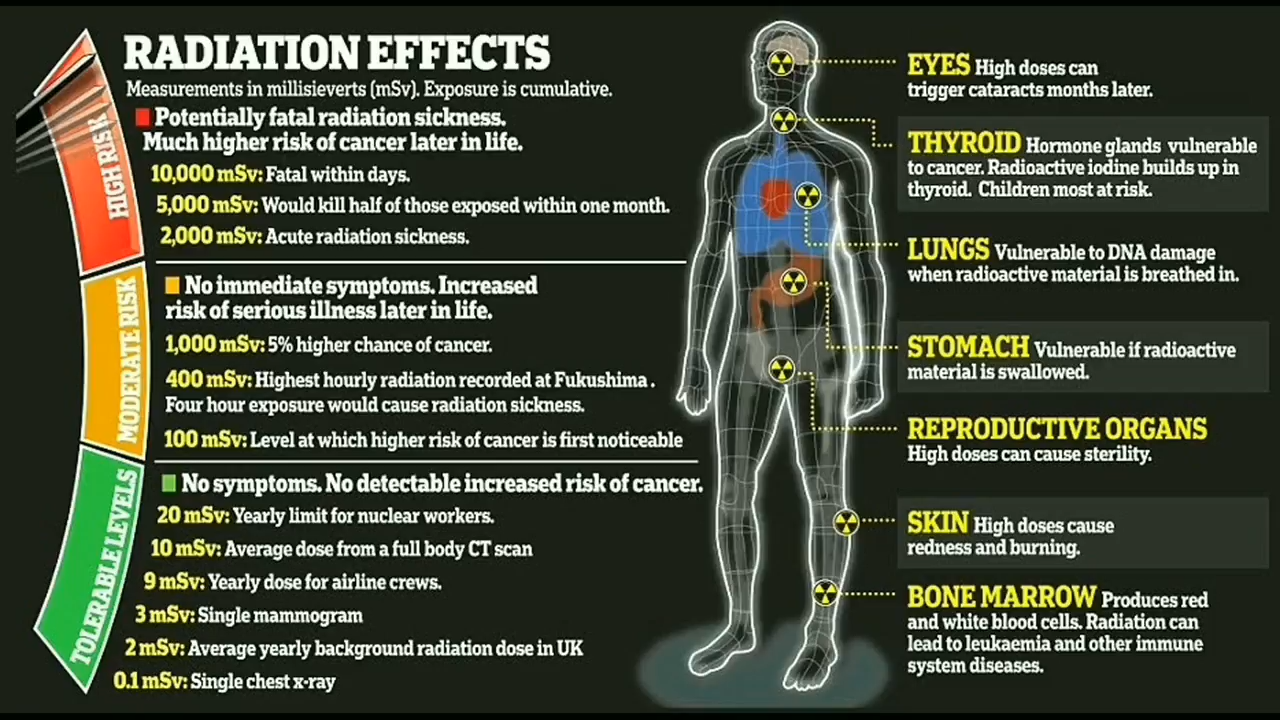 RADIATION EFFECTS
Measurements in millisieverts (mSv). Exposure is cumulative.
HIGH RISK
Potentially fatal radiation sickness.
Much higher risk of cancer later in life.
10,000 mSv: Fatal within days.
5,000 mSv: Would kill half of those exposed within one month.
2,000 mSv: Acute radiation sickness.
MODERATE RISK
No immediate symptoms. Increased
risk of serious illness later in life.
1,000 mSv: 5% higher chance of cancer.
400 mSv: Highest hourly radiation recorded at Fukushima.
Four hour exposure would cause radiation sickness.
100 mSv: Level at which higher risk of cancer is first noticeable
TOLERABLE LEVELS
No symptoms. No detectable increased risk of cancer.
20 mSv: Yearly limit for nuclear workers.
10 mSv: Average dose from a full body CT scan
9 mSv: Yearly dose for airline crews.
3 mSv: Single mammogram
2 mSv: Average yearly background radiation dose in UK
0.1 mSv: Single chest x-ray
EYES High doses can
trigger cataracts months later.
THYROID Hormone glands vulnerable
to cancer. Radioactive iodine builds up in
thyroid. Children most at risk.
LUNGS Vulnerable to DNA damage
when radioactive material is breathed in.
STOMACH Vulnerable if radioactive
material is swallowed.
REPRODUCTIVE ORGANS
High doses can cause sterility.
SKIN High doses cause
redness and burning.
BONE MARROW Produces red
and white blood cells. Radiation can
lead to leukaemia and other immune
system diseases.